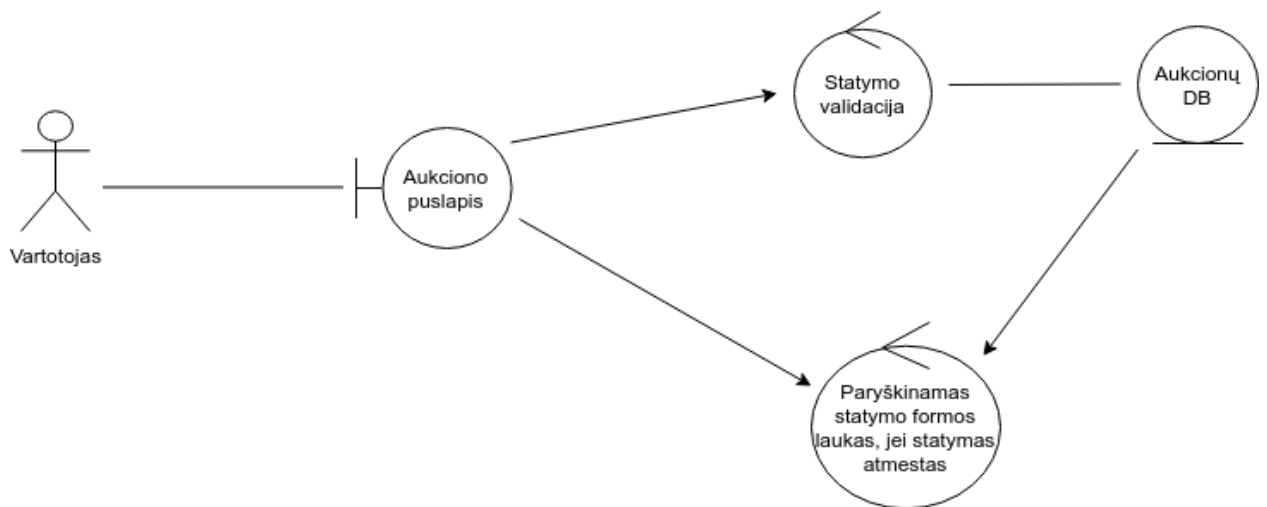 Statymo
validacija
Aukcionų
DB
Aukciono
puslapis
Vartotojas
Paryškinamas
statymo formos
laukas, jei statymas
atmestas